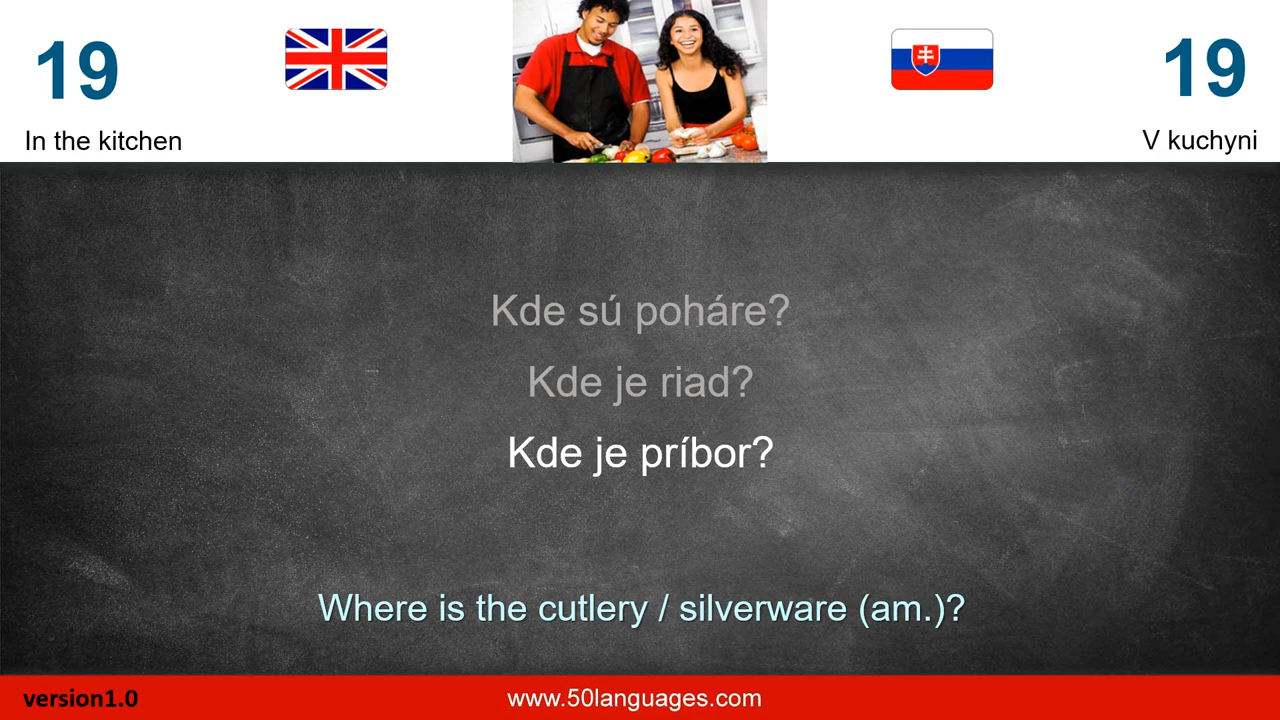 19
19
In the kitchen
V kuchyni
Kde sú poháre?
Kde je riad?
Kde je príbor?
Where is the cutlery / silverware (am.)?
version1.0
www.50languages.com